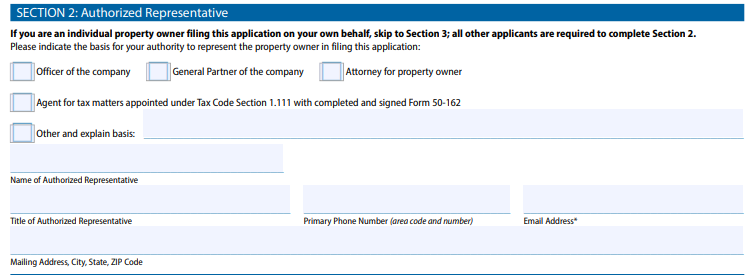 SECTION 2: Authorized Representative
If you are an individual property owner filing this application on your own behalf, skip to Section 3; all other applicants are required to complete Section 2.
Please indicate the basis for your authority to represent the property owner in filing this application:
Officer of the company General Partner of the company Attorney for property owner
Agent for tax matters appointed under Tax Code Section 1.111 with completed and signed Form 50-162
Other and explain basis:
Name of Authorized Representative
Title of Authorized Representative Primary Phone Number (area code and number) Email Address*
Mailing Address, City, State, ZIP Code